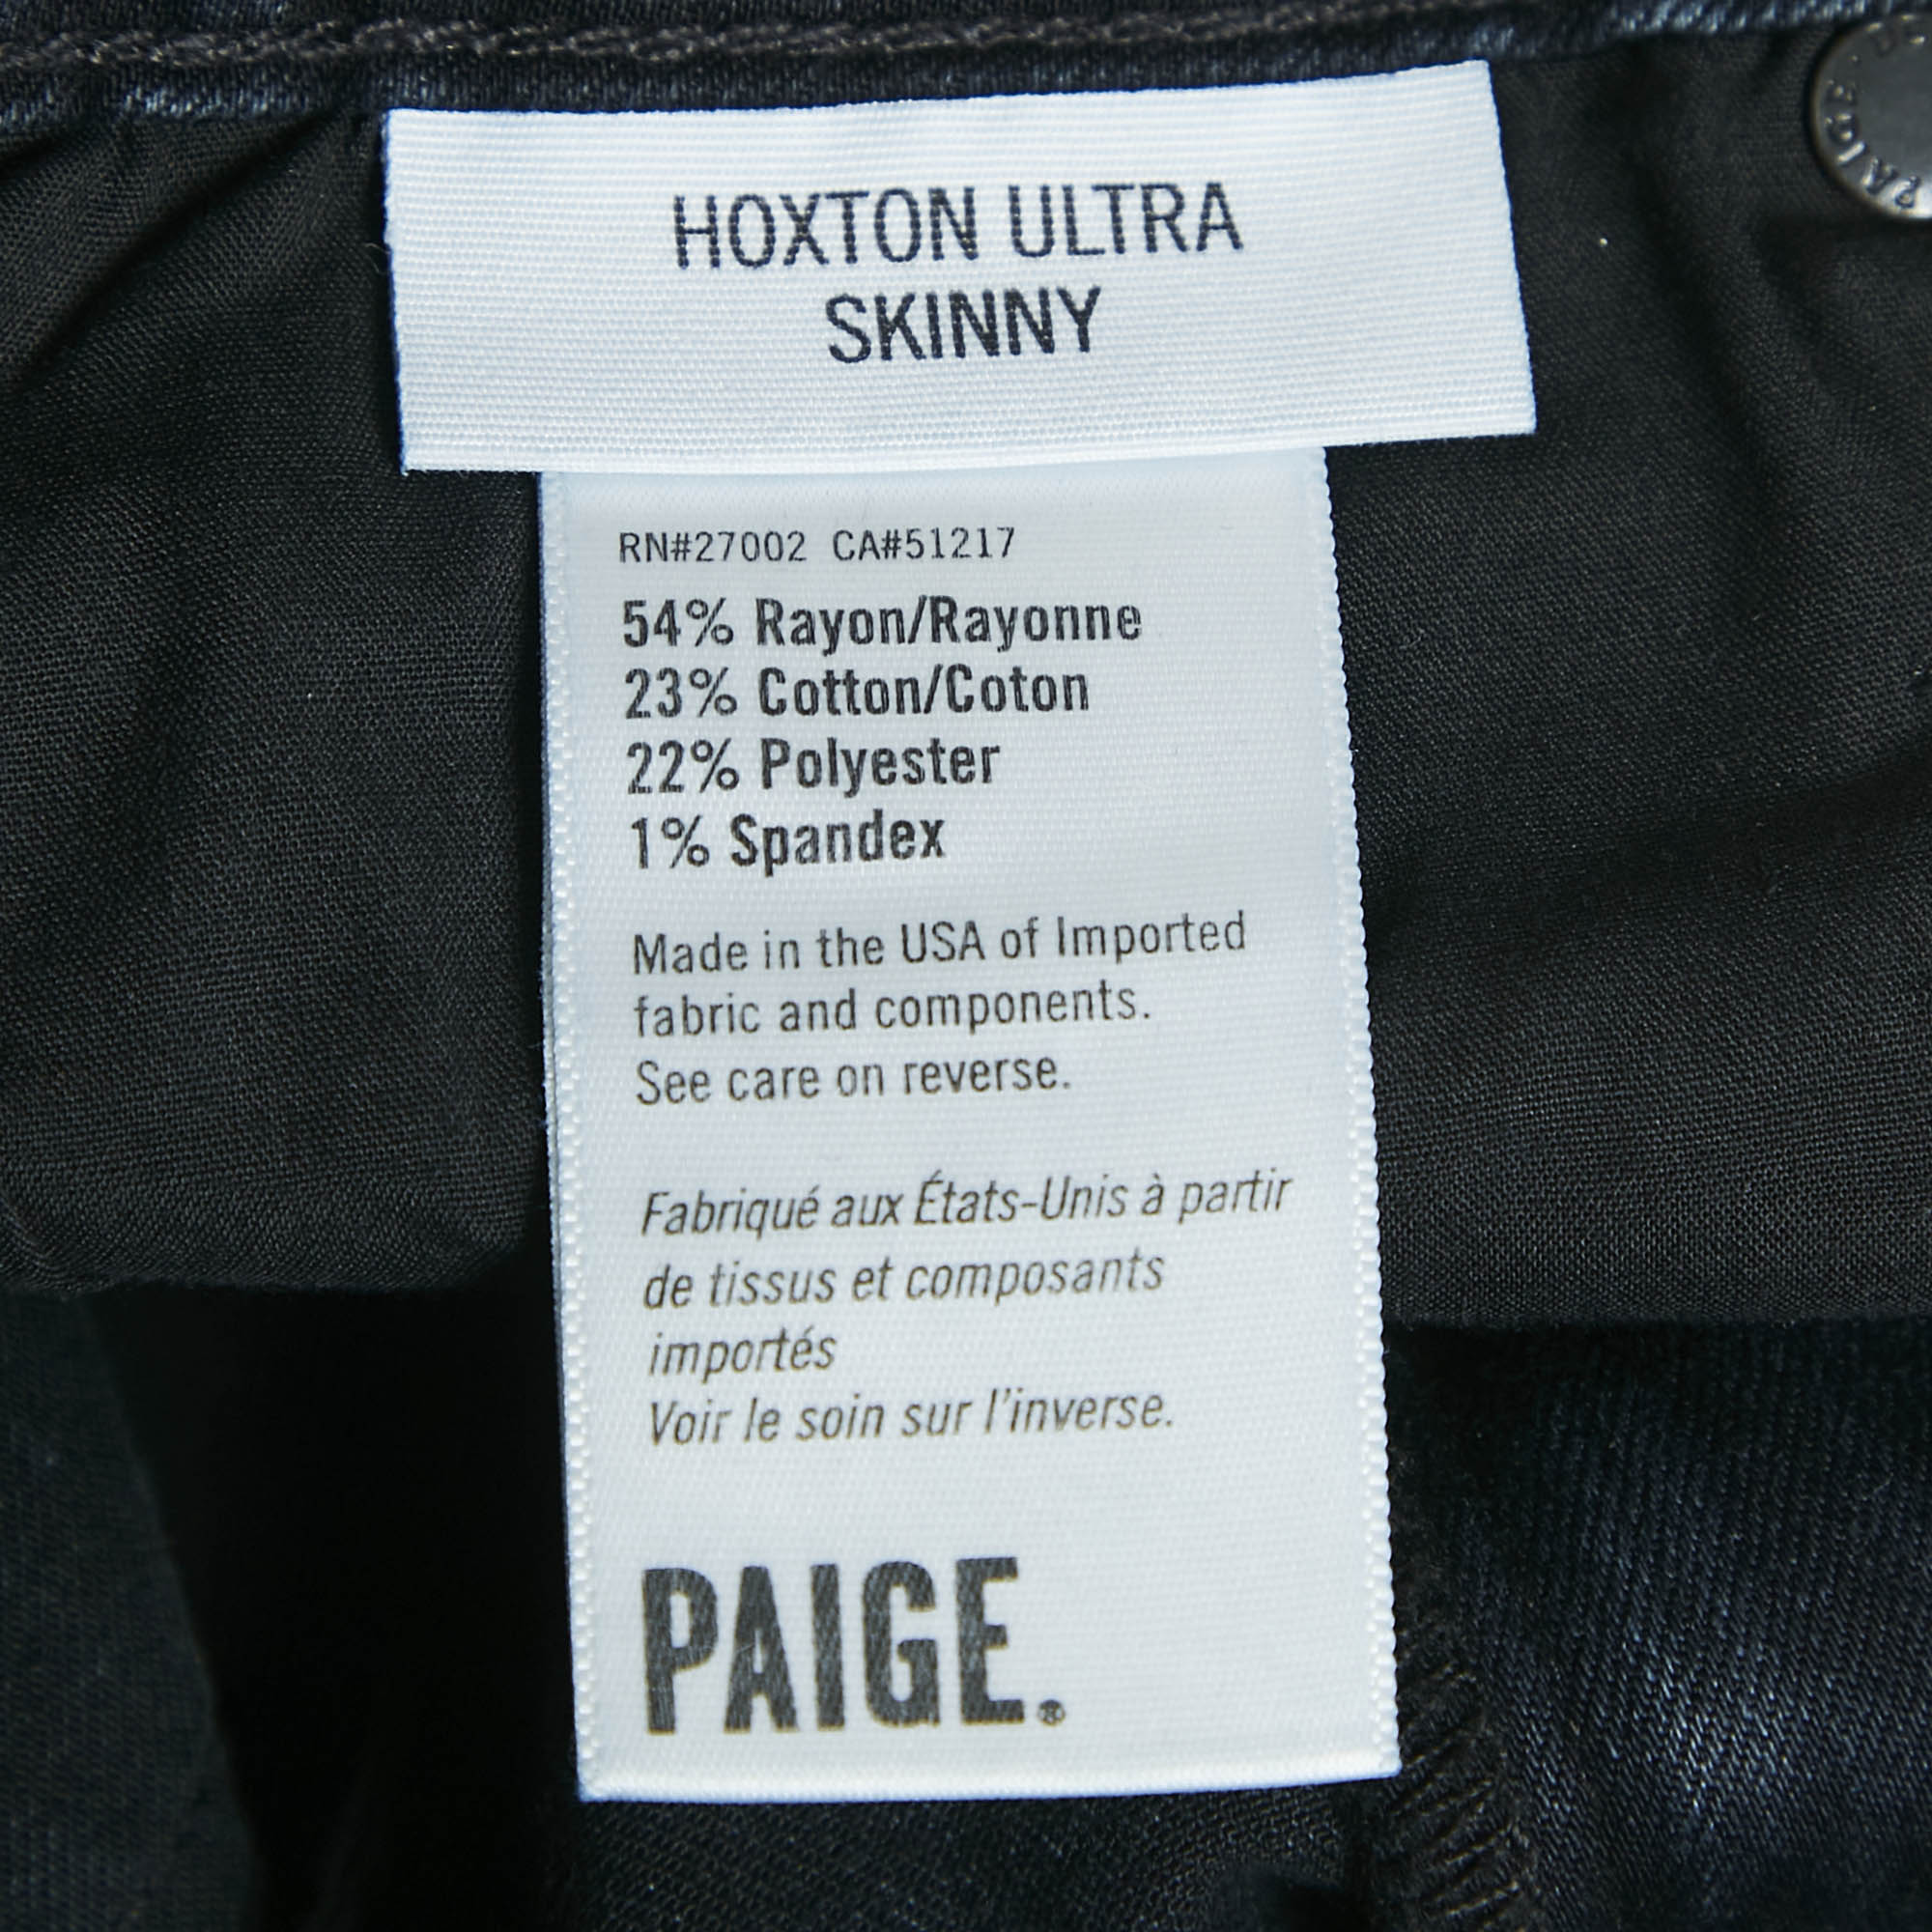 HOXTON ULTRA
SKINNY
RN#27002 CA#51217
54% Rayon/Rayonne
23% Cotton/Coton
22% Polyester
1% Spandex
Made in the USA of Imported
fabric and components.
See care on reverse.
Fabriqué aux États-Unis à partir
de tissus et composants
importés
Voir le soin sur l'inverse.
PAIGE.®
PAIGE